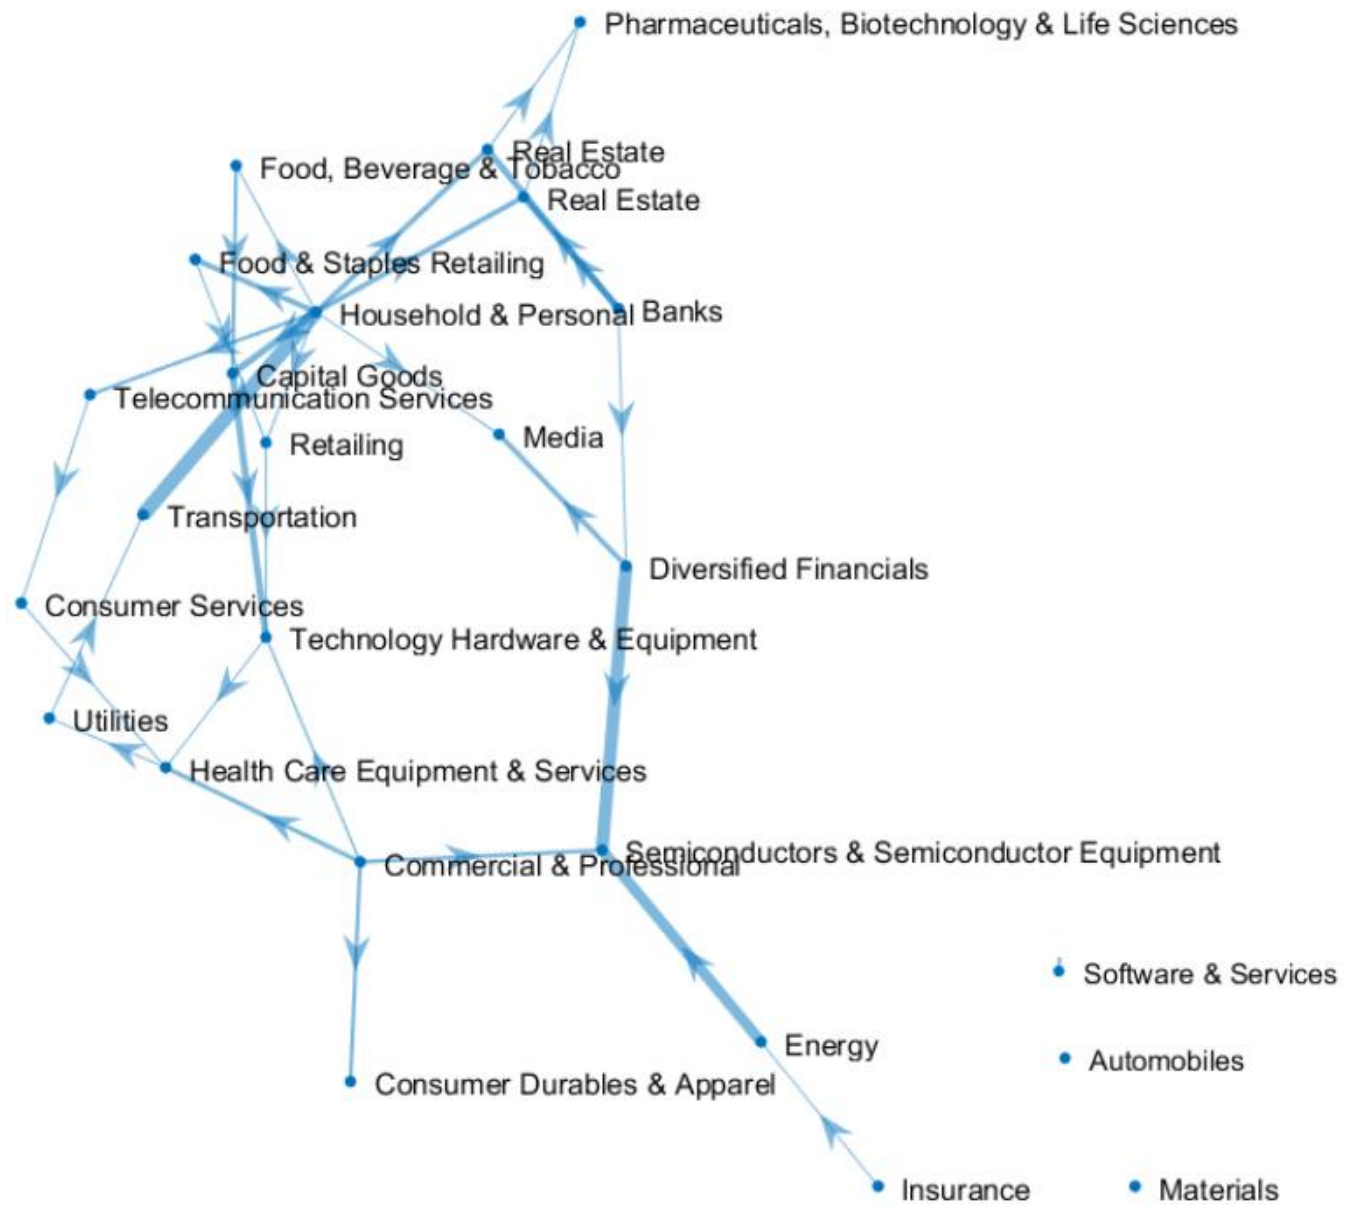 Pharmaceuticals, Biotechnology & Life Sciences
Real Estate
Food, Beverage & Tobacco
Real Estate
Food & Staples Retailing
Household & Personal
Banks
Capital Goods
Telecommunication Services
Media
Retailing
Transportation
Diversified Financials
Consumer Services
Technology Hardware & Equipment
Utilities
Health Care Equipment & Services
Semiconductors & Semiconductor Equipment
Commercial & Professional
Software & Services
Energy
Automobiles
Consumer Durables & Apparel
Insurance
Materials